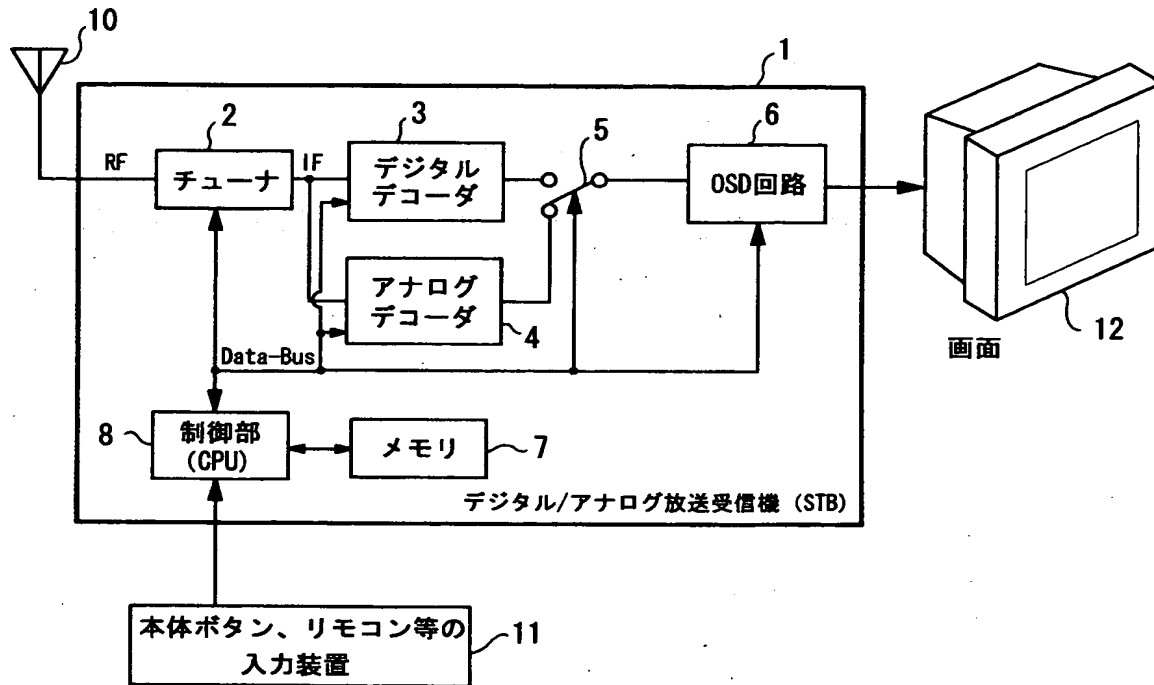 10
1
2
3
5
6
RF
チューナ
IF
デジタル
デコーダ
OSD回路
アナログ
デコーダ
4
12
画面
Data-Bus
8
制御部
(CPU)
メモリ
7
デジタル/アナログ放送受信機 (STB)
本体ボタン、リモコン等の
入力装置
11